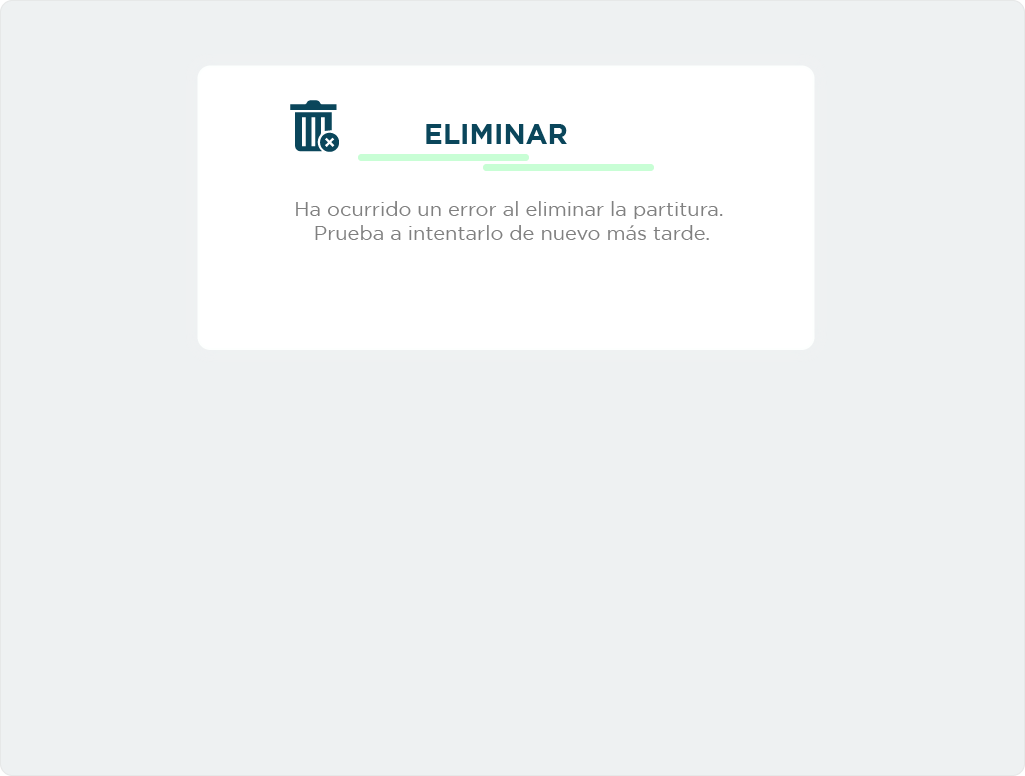 ELIMINAR
Ha ocurrido un error al eliminar la partitura.
Prueba a intentarlo de nuevo más tarde.